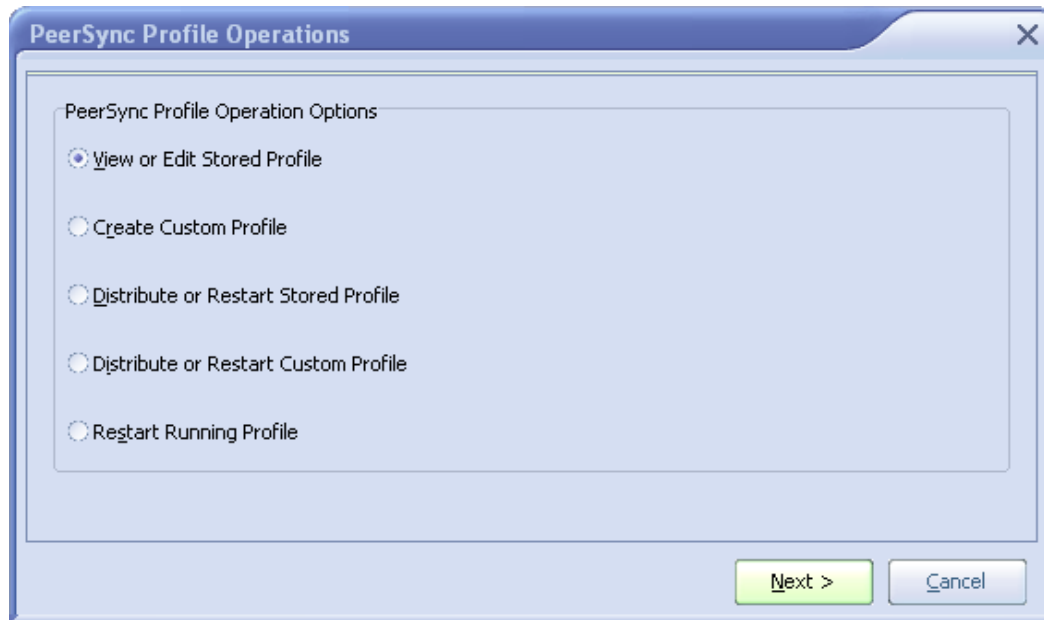 PeerSync Profile Operations
PeerSync Profile Operation Options
View or Edit Stored Profile
Create Custom Profile
Distribute or Restart Stored Profile
Distribute or Restart Custom Profile
Restart Running Profile
Next >
Cancel